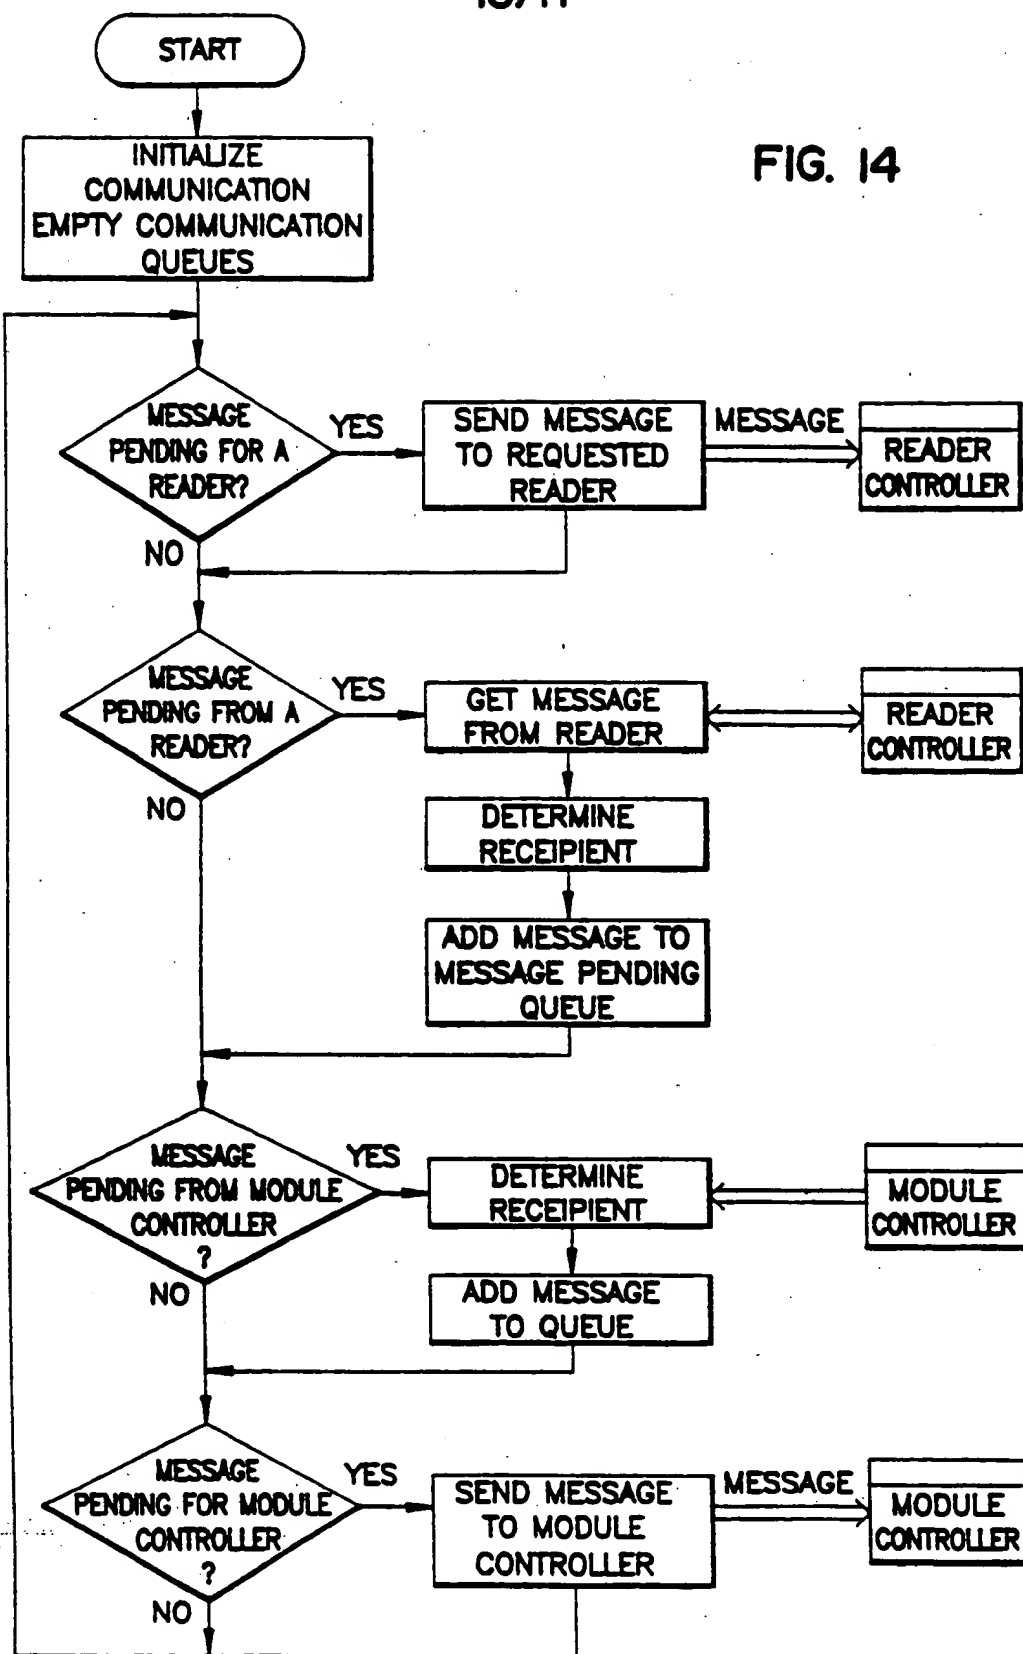 START
FIG. 14
INITIALIZE
COMMUNICATION
EMPTY COMMUNICATION
QUEUES
MESSAGE
PENDING FOR A
READER?
YES
NO
SEND MESSAGE
TO REQUESTED
READER
MESSAGE
READER
CONTROLLER
MESSAGE
PENDING FROM A
READER?
YES
NO
GET MESSAGE
FROM READER
READER
CONTROLLER
DETERMINE
RECEIPIENT
ADD MESSAGE TO
MESSAGE PENDING
QUEUE
MESSAGE
PENDING FROM MODULE
CONTROLLER
?
YES
NO
DETERMINE
RECEIPIENT
MODULE
CONTROLLER
ADD MESSAGE
TO QUEUE
MESSAGE
PENDING FOR MODULE
CONTROLLER
?
YES
NO
SEND MESSAGE
TO MODULE
CONTROLLER
MESSAGE
MODULE
CONTROLLER